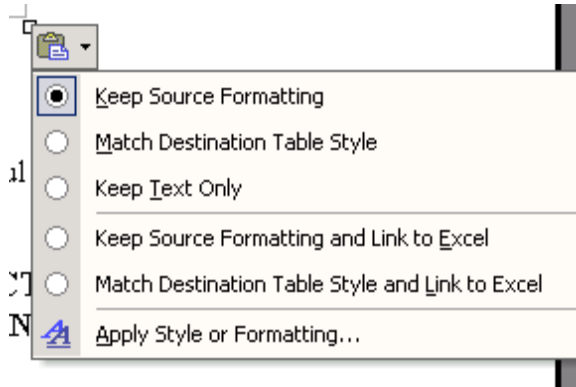 Keep Source Formatting
Match Destination Table Style
ul
Keep Text Only
Keep Source Formatting and Link to Excel
Match Destination Table Style and Link to Excel
N
Apply Style or Formatting...